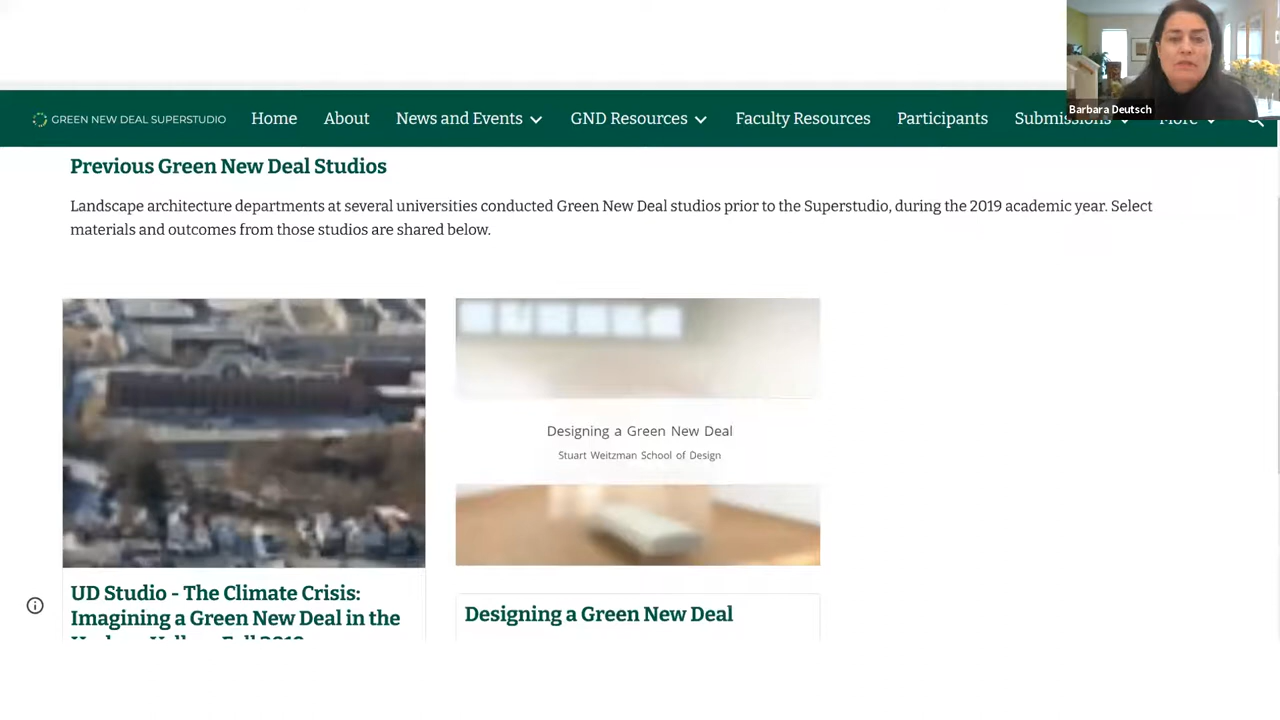 Barbara Deutsch
GREEN NEW DEAL SUPERSTUDIO Home About News and Events GND Resources Faculty Resources Participants Submissions More
Previous Green New Deal Studios
Landscape architecture departments at several universities conducted Green New Deal studios prior to the Superstudio, during the 2019 academic year. Select
materials and outcomes from those studios are shared below.
Designing a Green New Deal
Stuart Weitzman School of Design
UD Studio - The Climate Crisis:
Imagining a Green New Deal in the
Designing a Green New Deal